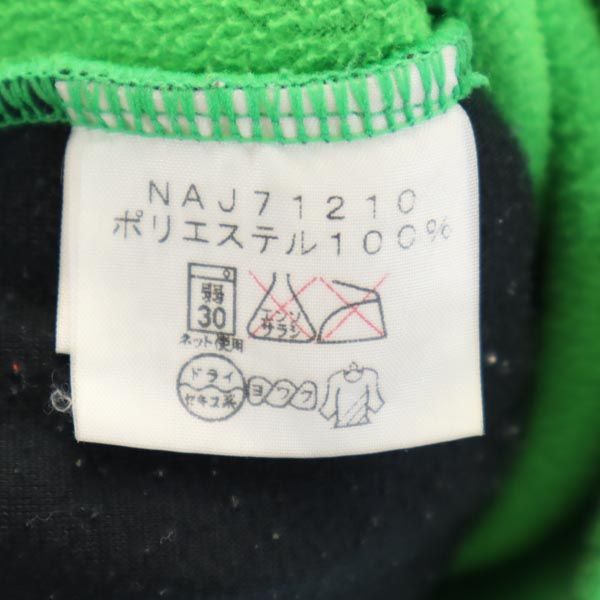 NAJ71210
ポリエステル100%
弱
30
エンソ
サラシ
ネット使用
ドライ
セキユ系
ヨワク